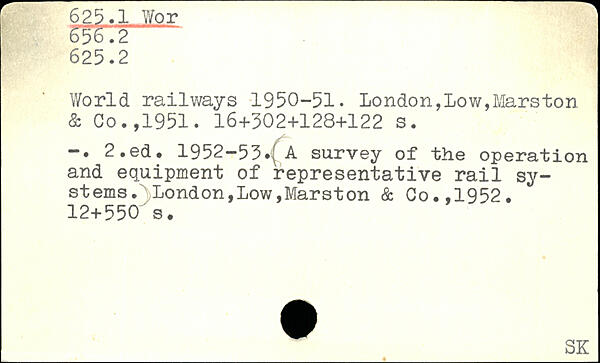 625.1 Wor
656.2
625.2
World railways 1950-51. London,Low,Marston
& Co.,1951. 16+302+128+122 s.
-. 2.ed. 1952-53.(A survey of the operation
and equipment of representative rail sy-
stems.)London,Low,Marston & Co.,1952.
12+550 s.
SK